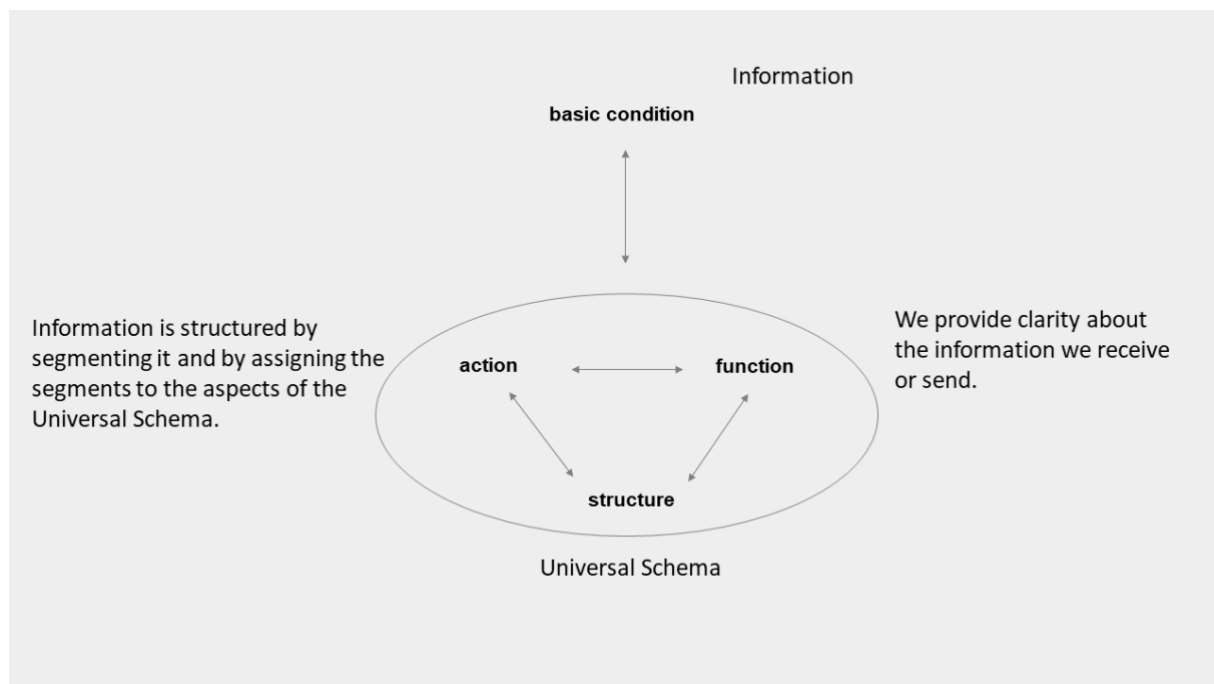 Information
basic condition
Information is structured by
segmenting it and by assigning the
segments to the aspects of the
Universal Schema.
action
function
structure
We provide clarity about
the information we receive
or send.
Universal Schema